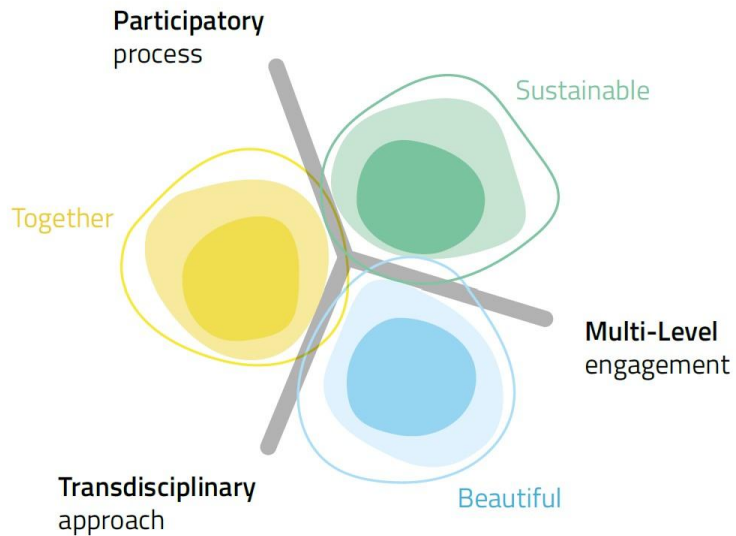 Participatory
process
Sustainable
Together
Multi-Level
engagement
Transdisciplinary
approach
Beautiful